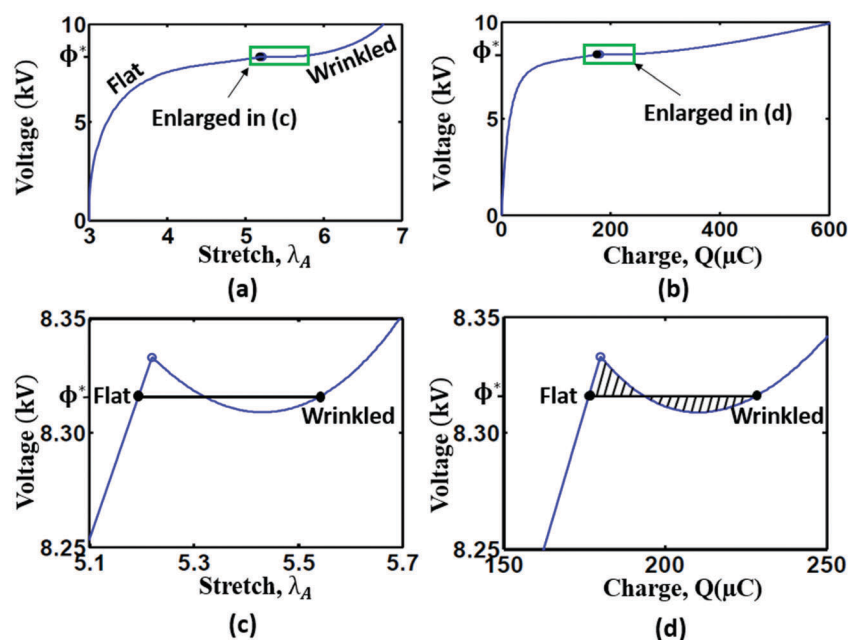 10
Φ*
5
0
Voltage (kV)
Flat
Wrinkled
Enlarged in (c)
3 4 5 6 7
Stretch, λA
(a)
10
Φ*
5
0
Voltage (kV)
Enlarged in (d)
0 200 400 600
Charge, Q(μC)
(b)
8.35
Φ*
8.30
8.25
Voltage (kV)
Flat
Wrinkled
5.1 5.3 5.5 5.7
Stretch, λA
(c)
8.35
Φ*
8.30
8.25
Voltage (kV)
Flat
Wrinkled
150 200 250
Charge, Q(μC)
(d)